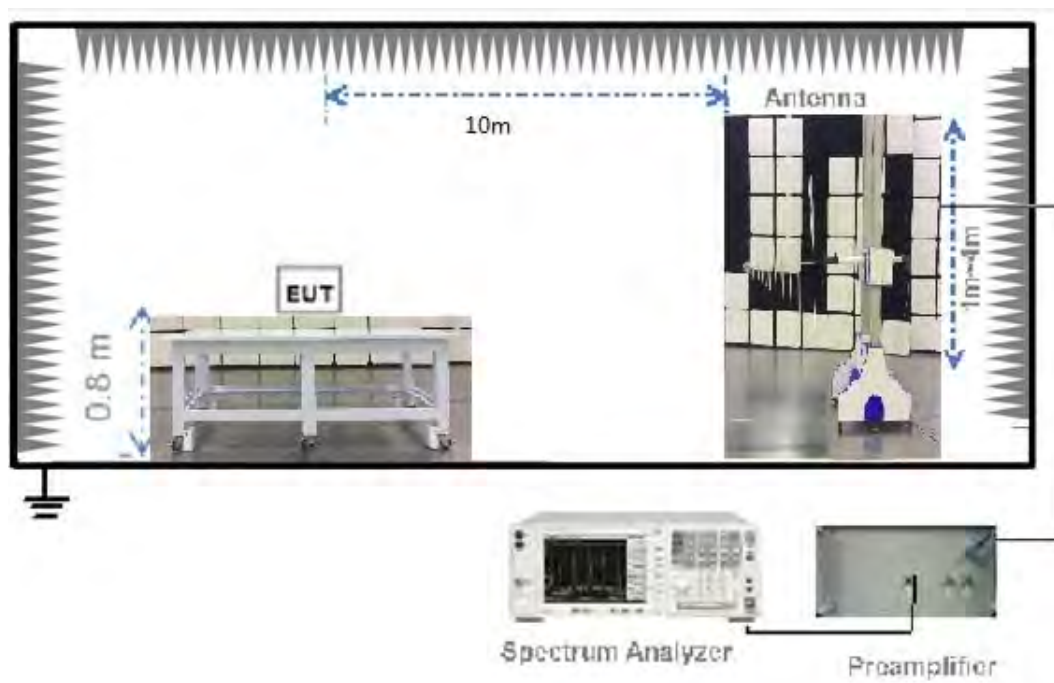 10m
Antenna
1m~4m
EUT
0.8 m
Spectrum Analyzer
Preamplifier